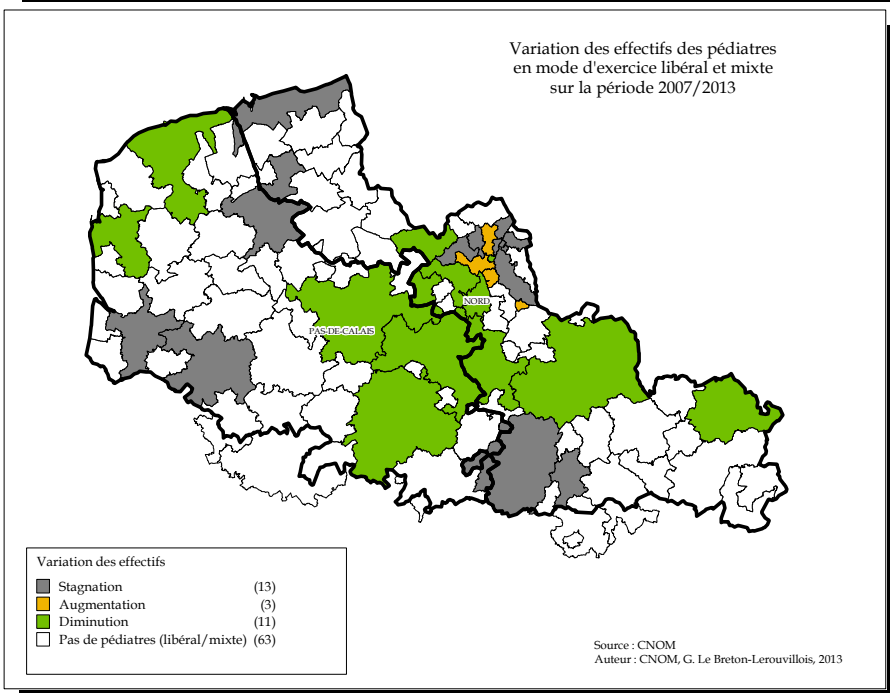 Variation des effectifs des pédiatres
en mode d'exercice libéral et mixte
sur la période 2007/2013
NORD
PAS-DE-CALAIS
Variation des effectifs
Stagnation (13)
Augmentation (3)
Diminution (11)
Pas de pédiatres (libéral/mixte) (63)
Source : CNOM
Auteur : CNOM, G. Le Breton-Lerouvillois, 2013